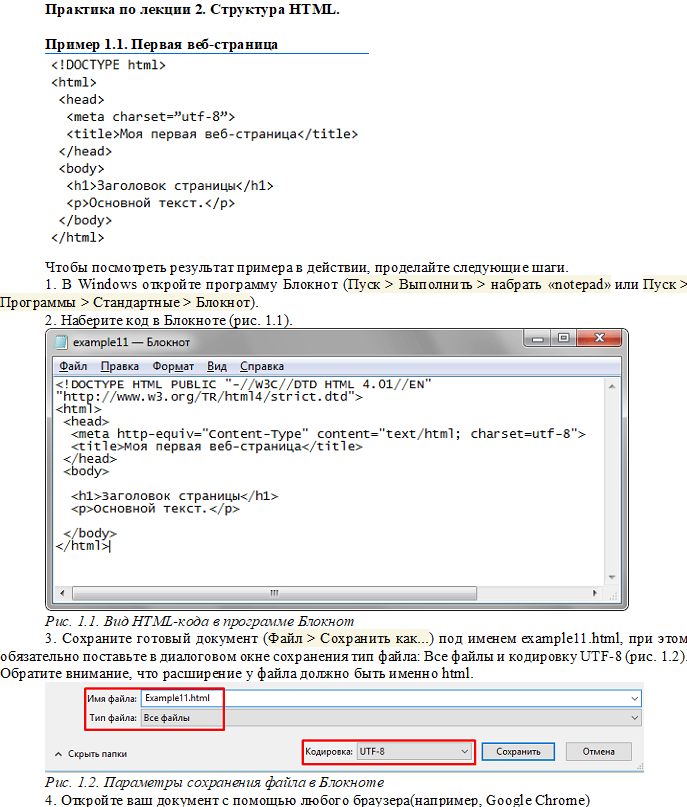 Практика по лекции 2. Структура HTML.
Пример 1.1. Первая веб-страница
<!DOCTYPE html>
<html>
<head>
<meta charset=”utf-8”>
<title>Моя первая веб-страница</title>
</head>
<body>
<h1>Заголовок страницы</h1>
<p>Основной текст.</p>
</body>
</html>
Чтобы посмотреть результат примера в действии, проделайте следующие шаги.
1. В Windows откройте программу Блокнот (Пуск > Выполнить > набрать «notepad» или Пуск >
Программы > Стандартные > Блокнот).
2. Наберите код в Блокноте (рис. 1.1).
example11 — Блокнот
Файл Правка Формат Вид Справка
<!DOCTYPE HTML PUBLIC "-//W3C//DTD HTML 4.01//EN"
"http://www.w3.org/TR/html4/strict.dtd">
<html>
<head>
<meta http-equiv="Content-Type" content="text/html; charset=utf-8">
<title>Моя первая веб-страница</title>
</head>
<body>
<h1>Заголовок страницы</h1>
<p>Основной текст.</p>
</body>
</html>
Рис. 1.1. Вид HTML-кода в программе Блокнот
3. Сохраните готовый документ (Файл > Сохранить как...) под именем example11.html, при этом
обязательно поставьте в диалоговом окне сохранения тип файла: Все файлы и кодировку UTF-8 (рис. 1.2).
Обратите внимание, что расширение у файла должно быть именно html.
Имя файла: Example11.html
Тип файла: Все файлы
Скрыть папки Кодировка: UTF-8 Сохранить Отмена
Рис. 1.2. Параметры сохранения файла в Блокноте
4. Откройте ваш документ с помощью любого браузера(например, Google Chrome)